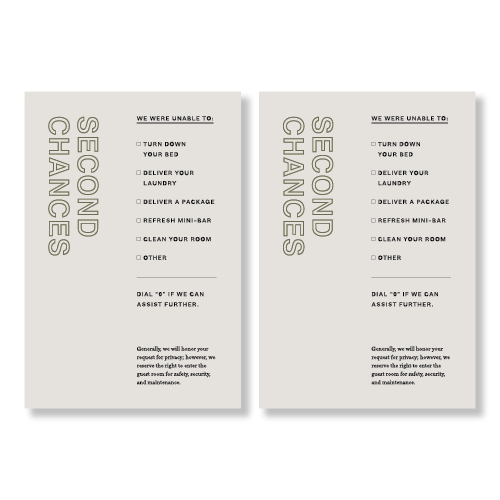 SECOND
CHANCES
WE WERE UNABLE TO:
TURN DOWN
YOUR BED
DELIVER YOUR
LAUNDRY
DELIVER A PACKAGE
REFRESH MINI-BAR
CLEAN YOUR ROOM
OTHER
DIAL "0" IF WE CAN
ASSIST FURTHER.
Generally, we will honor your
request for privacy; however, we
reserve the right to enter the
guest room for safety, security,
and maintenance.
SECOND
CHANCES
WE WERE UNABLE TO:
TURN DOWN
YOUR BED
DELIVER YOUR
LAUNDRY
DELIVER A PACKAGE
REFRESH MINI-BAR
CLEAN YOUR ROOM
OTHER
DIAL "0" IF WE CAN
ASSIST FURTHER.
Generally, we will honor your
request for privacy; however, we
reserve the right to enter the
guest room for safety, security,
and maintenance.